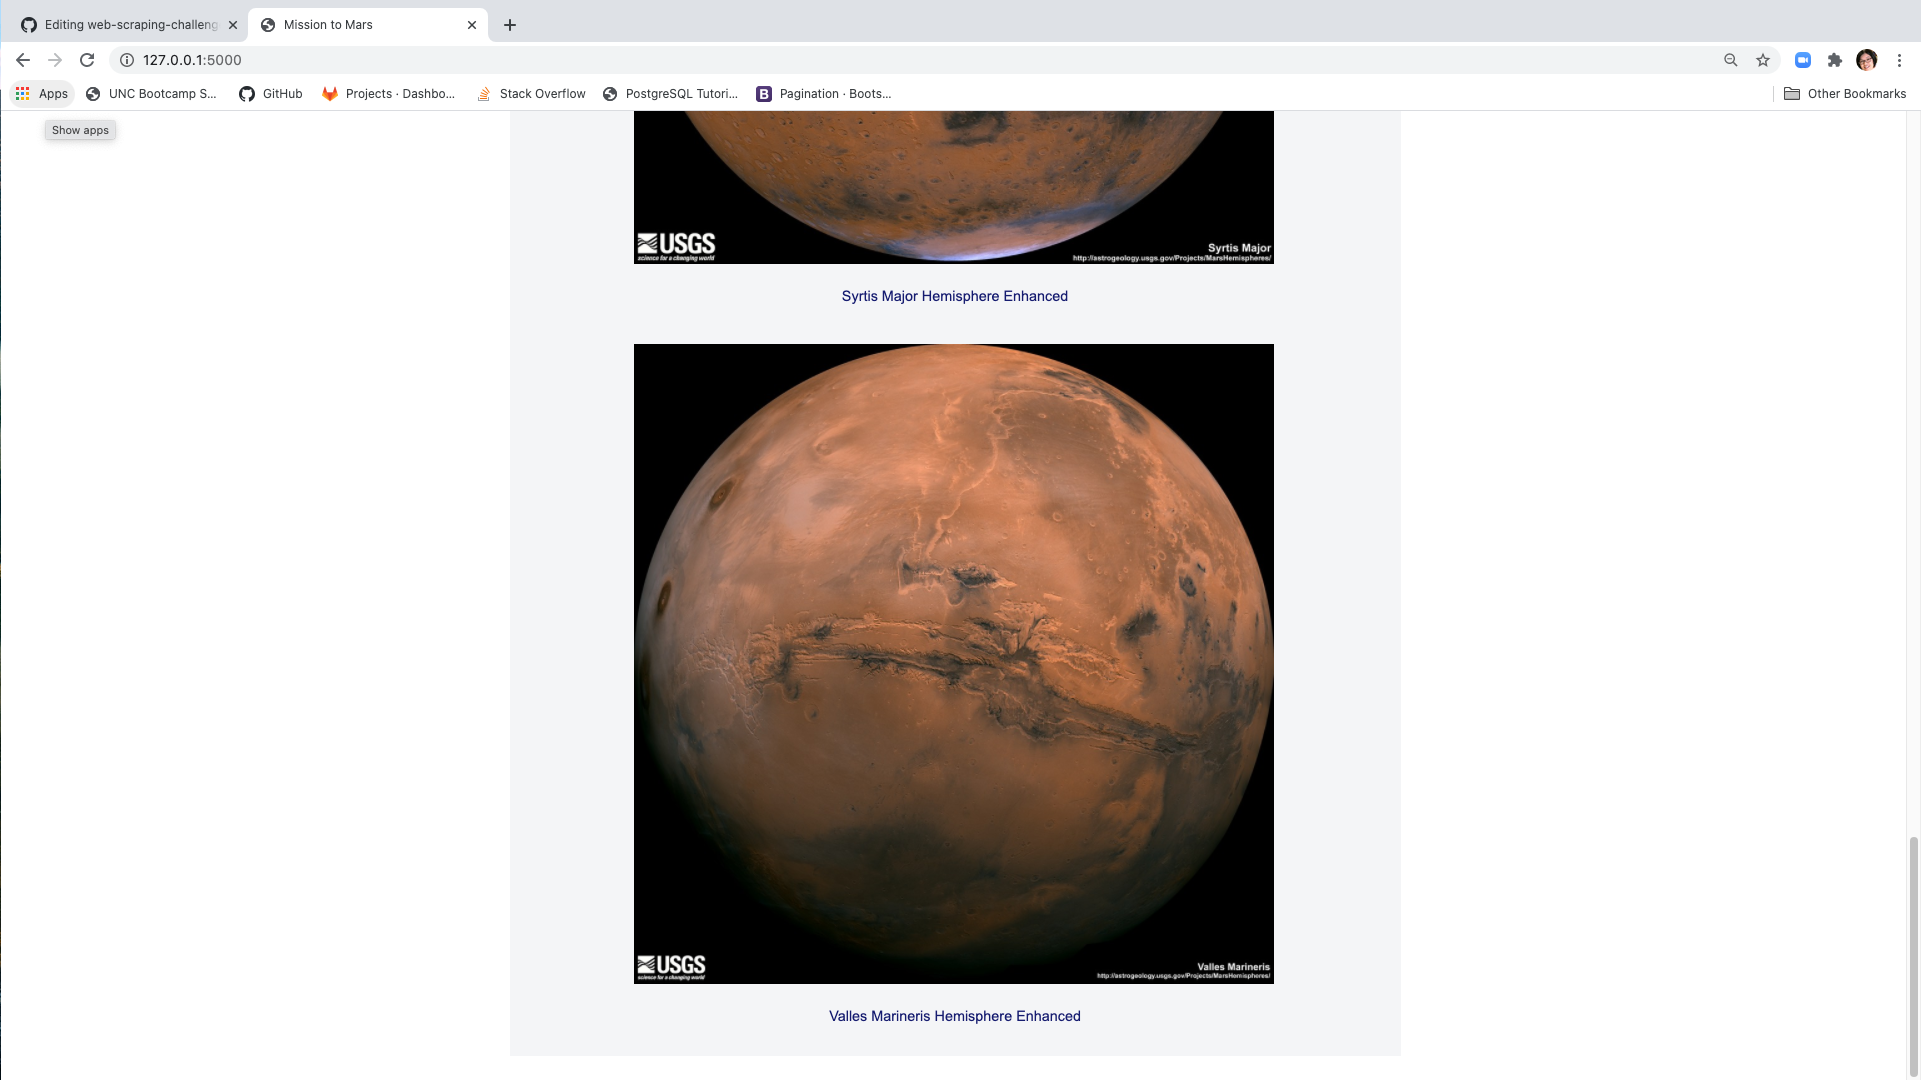 Editing web-scraping-challeng
Mission to Mars
127.0.0.1:5000
Apps
UNC Bootcamp S...
GitHub
Projects · Dashbo...
Stack Overflow
PostgreSQL Tutori...
B
Pagination · Boots...
Other Bookmarks
Show apps
USGS
science for a changing world
Syrtis Major
http://astrogeology.usgs.gov/Projects/MarsHemispheres/
Syrtis Major Hemisphere Enhanced
USGS
science for a changing world
Valles Marineris
http://astrogeology.usgs.gov/Projects/MarsHemispheres/
Valles Marineris Hemisphere Enhanced